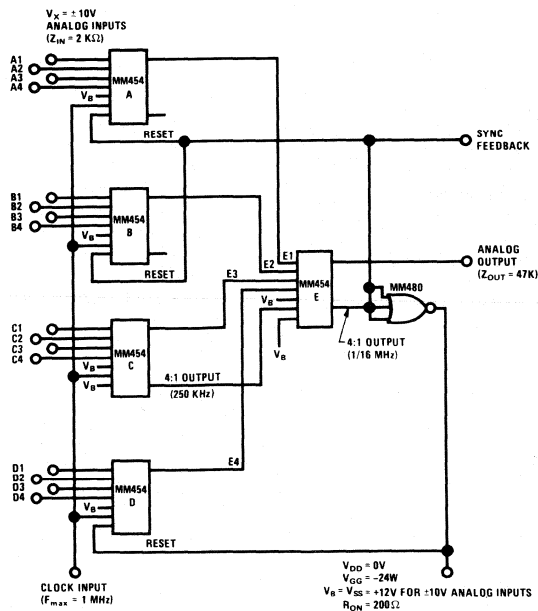 VX = ±10V
ANALOG INPUTS
(ZIN = 2 KΩ)
A1
A2
A3
A4
VB
MM454
A
RESET
SYNC
FEEDBACK
B1
B2
B3
B4
VB
MM454
B
RESET
E1
E2
E3
MM454
E
VB
VB
ANALOG
OUTPUT
(ZOUT = 47K)
MM480
4:1 OUTPUT
(1/16 MHz)
C1
C2
C3
C4
VB
VB
MM454
C
4:1 OUTPUT
(250 KHz)
E4
D1
D2
D3
D4
VB
MM454
D
RESET
CLOCK INPUT
(Fmax = 1 MHz)
VDD = 0V
VGG = -24W
VB = VSS = +12V FOR ±10V ANALOG INPUTS
RON = 200Ω